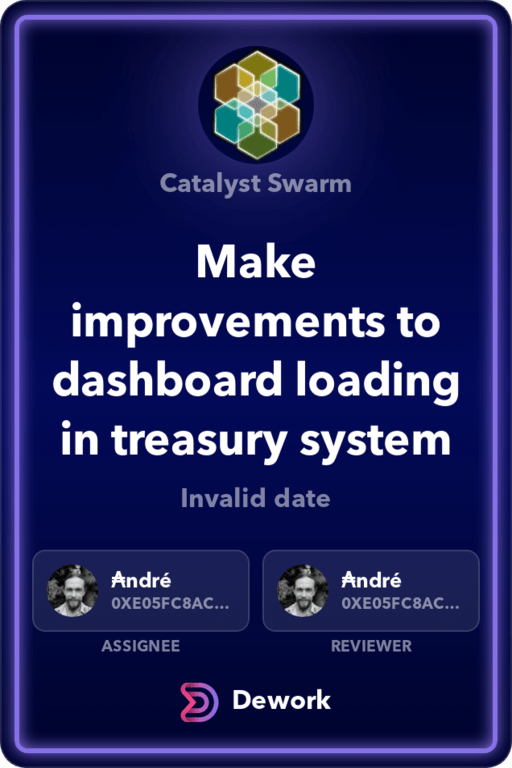 Catalyst Swarm
Make
improvements to
dashboard loading
in treasury system
Invalid date
₳ndré
0XE05FC8AC...
₳ndré
0XE05FC8AC...
ASSIGNEE
REVIEWER
Dework